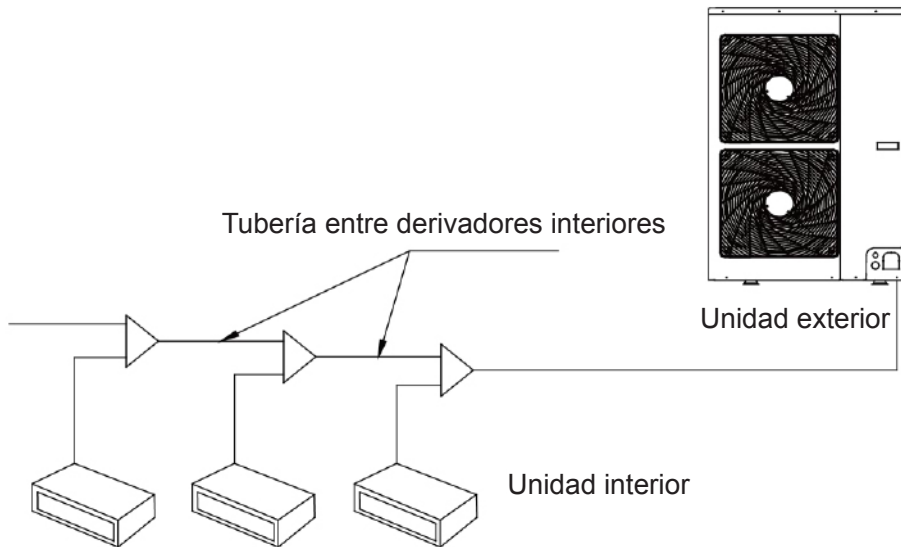 Tubería entre derivadores interiores
Unidad exterior
Unidad interior